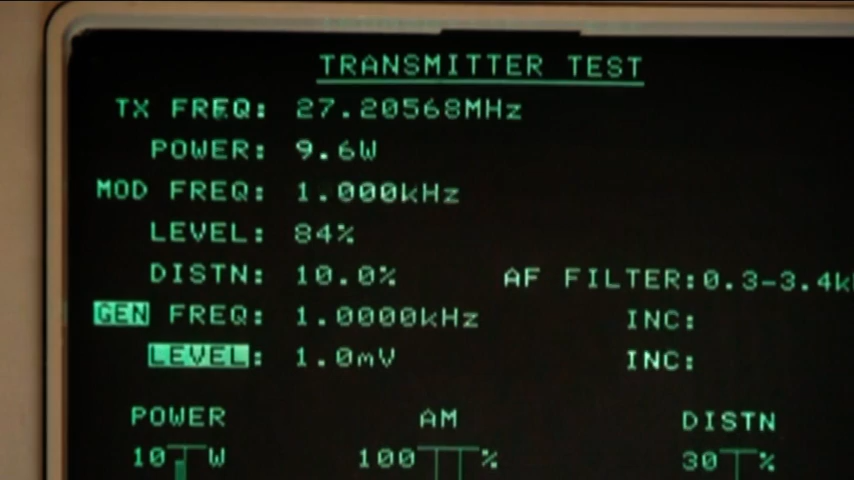 TRANSMITTER TEST
TX FREQ: 27.20568MHz
POWER: 9.6W
MOD FREQ: 1.000kHz
LEVEL: 84%
DISTN: 10.0% AF FILTER:0.3-3.4k
GEN FREQ: 1.0000kHz INC:
LEVEL: 1.0mV INC:
POWER AM DISTN
10 W 100 % 30 %